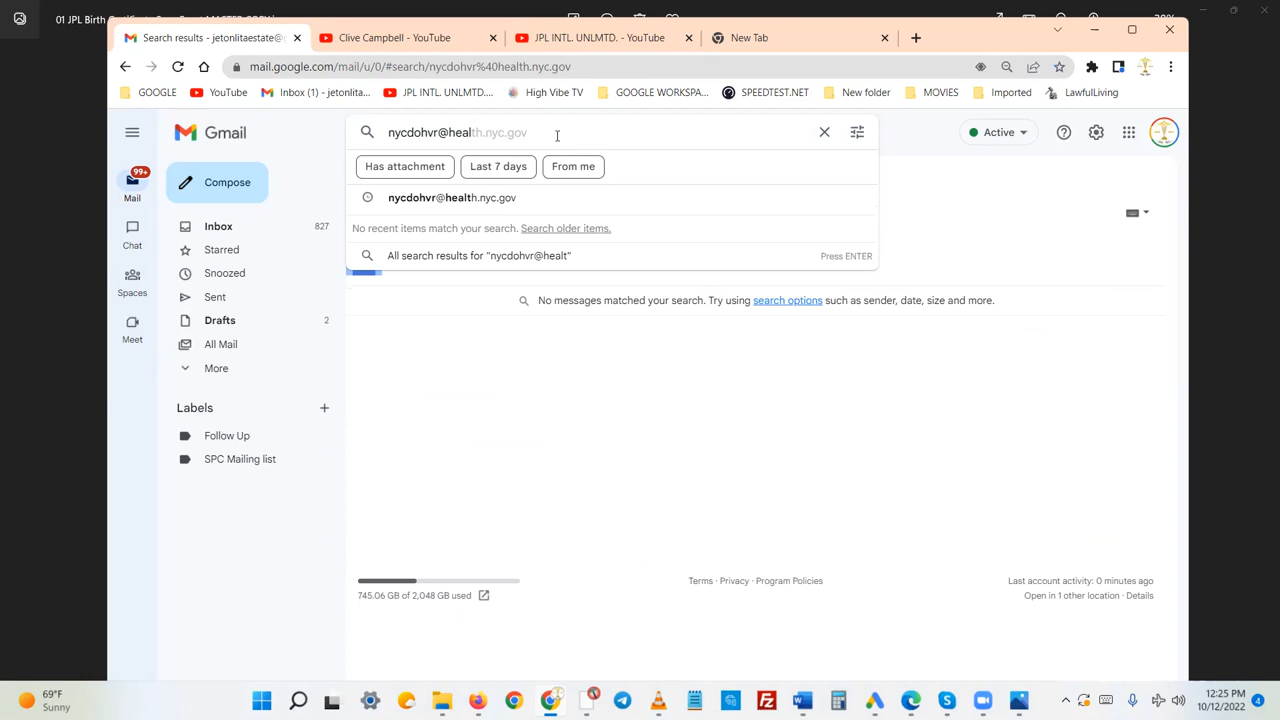 01 JPL Birth Certificate
Search results - jetonlitaestate@g
Clive Campbell - YouTube
JPL INTL. UNLMTD. - YouTube
New Tab
mail.google.com/mail/u/0/#search/nycdohvr%40health.nyc.gov
GOOGLE
YouTube
Inbox (1) - jetonlita...
JPL INTL. UNLMTD....
High Vibe TV
GOOGLE WORKSPA...
SPEEDTEST.NET
New folder
MOVIES
Imported
LawfulLiving
Gmail
nycdohvr@health.nyc.gov
Active
Has attachment
Last 7 days
From me
nycdohvr@health.nyc.gov
No recent items match your search. Search older items.
All search results for "nycdohvr@healt"
Press ENTER
No messages matched your search. Try using search options such as sender, date, size and more.
99+
Mail
Chat
Spaces
Meet
Compose
Inbox 827
Starred
Snoozed
Sent
Drafts 2
All Mail
More
Labels
Follow Up
SPC Mailing list
745.06 GB of 2,048 GB used
Terms · Privacy · Program Policies
Last account activity: 0 minutes ago
Open in 1 other location · Details
69°F
Sunny
12:25 PM
10/12/2022
4